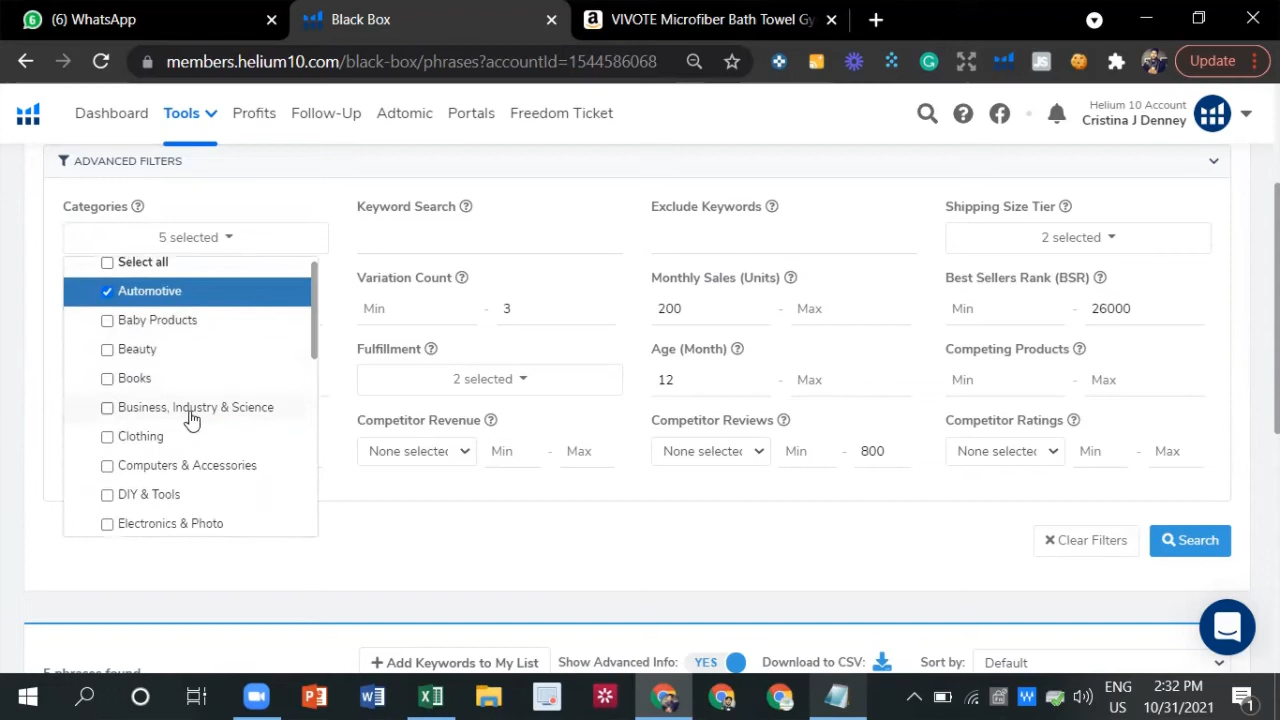 (6) WhatsApp
Black Box
VIVOTE Microfiber Bath Towel Gy
members.helium10.com/black-box/phrases?accountId=1544586068
Update
Dashboard Tools Profits Follow-Up Adtomic Portals Freedom Ticket
Helium 10 Account
Cristina J Denney
ADVANCED FILTERS
Categories Keyword Search Exclude Keywords Shipping Size Tier
5 selected 2 selected
Select all
Automotive
Baby Products
Beauty
Books
Business, Industry & Science
Clothing
Computers & Accessories
DIY & Tools
Electronics & Photo
Variation Count Monthly Sales (Units) Best Sellers Rank (BSR)
Min - 3 200 - Max Min - 26000
Fulfillment Age (Month) Competing Products
2 selected 12 - Max Min - Max
Competitor Revenue Competitor Reviews Competitor Ratings
None selected Min - Max None selected Min - 800 None selected Min - Max
Clear Filters Search
5 phrases found
+ Add Keywords to My List Show Advanced Info: YES Download to CSV: Sort by: Default
ENG
US
2:32 PM
10/31/2021
1